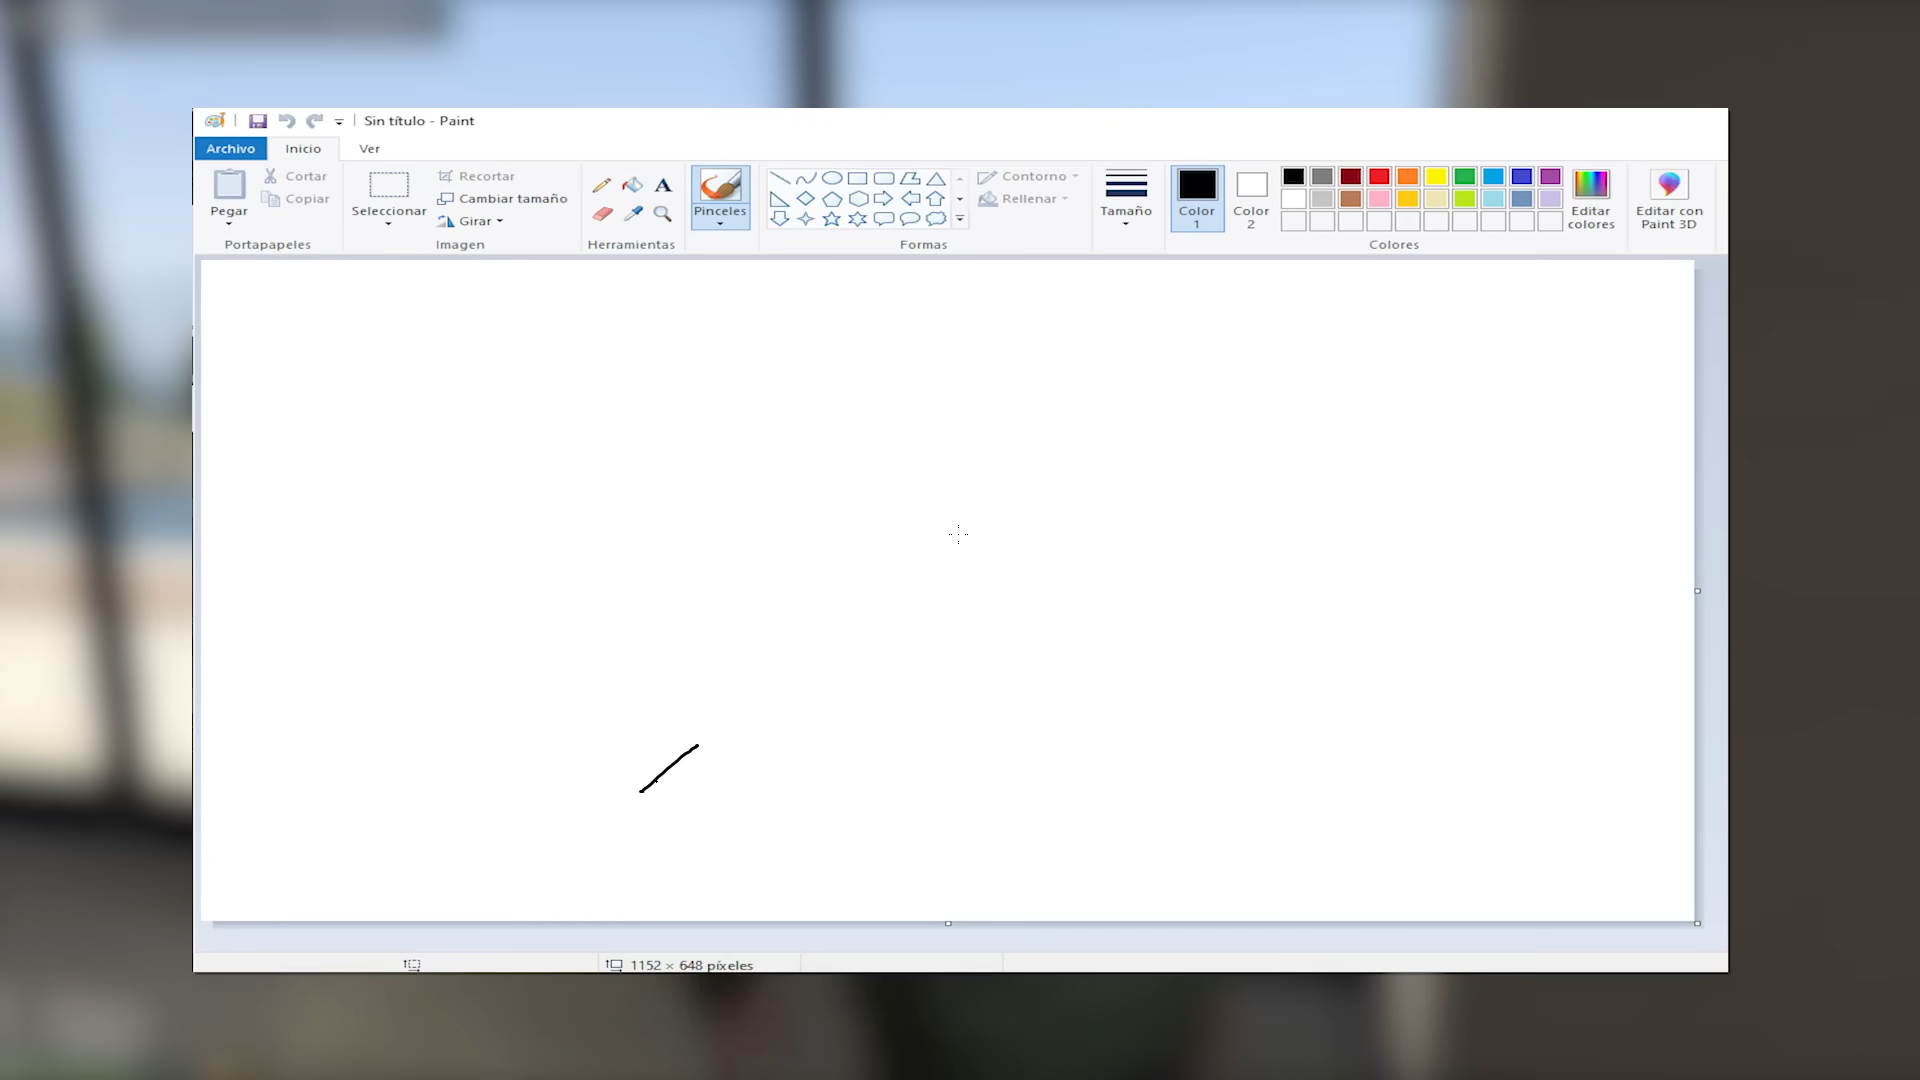 Sin título - Paint
Archivo Inicio Ver
Pegar
Cortar
Copiar
Portapapeles
Seleccionar
Recortar
Cambiar tamaño
Girar
Imagen
A
Herramientas
Pinceles
Contorno
Rellenar
Formas
Tamaño
Color
1
Color
2
Editar
colores
Colores
Editar con
Paint 3D
1152 × 648 píxeles